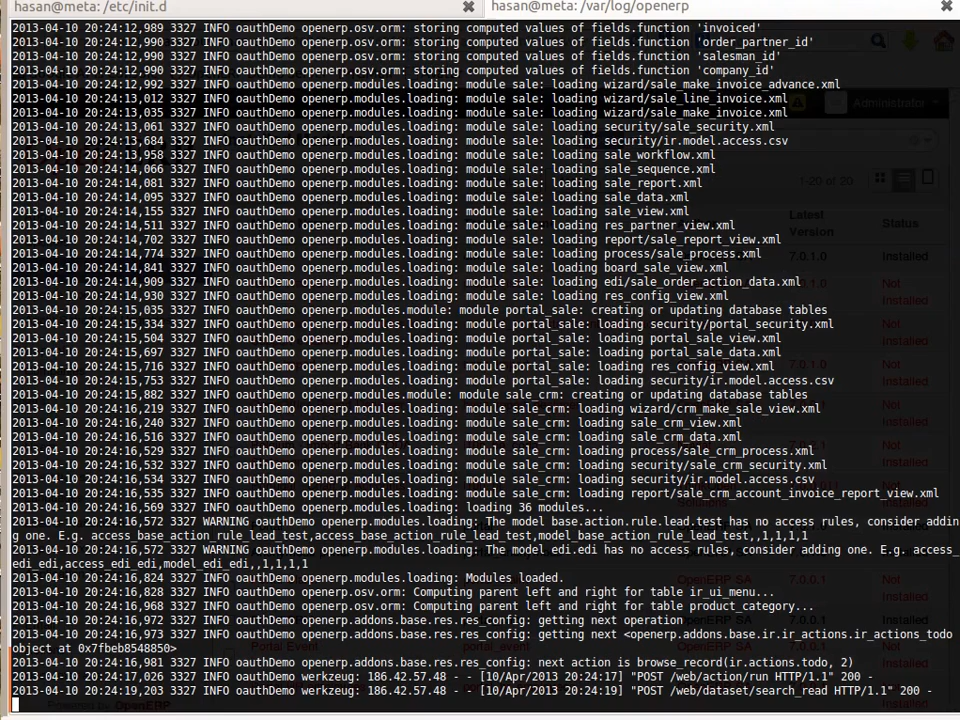 hasan@meta: /etc/init.d
hasan@meta: /var/log/openerp
2013-04-10 20:24:12,989 3327 INFO oauthDemo openerp.osv.orm: storing computed values of fields.function 'invoiced'
2013-04-10 20:24:12,990 3327 INFO oauthDemo openerp.osv.orm: storing computed values of fields.function 'order_partner_id'
2013-04-10 20:24:12,990 3327 INFO oauthDemo openerp.osv.orm: storing computed values of fields.function 'salesman_id'
2013-04-10 20:24:12,990 3327 INFO oauthDemo openerp.osv.orm: storing computed values of fields.function 'company_id'
2013-04-10 20:24:12,992 3327 INFO oauthDemo openerp.modules.loading: module sale: loading wizard/sale_make_invoice_advance.xml
2013-04-10 20:24:13,012 3327 INFO oauthDemo openerp.modules.loading: module sale: loading wizard/sale_line_invoice.xml
2013-04-10 20:24:13,035 3327 INFO oauthDemo openerp.modules.loading: module sale: loading wizard/sale_make_invoice.xml
2013-04-10 20:24:13,061 3327 INFO oauthDemo openerp.modules.loading: module sale: loading security/sale_security.xml
2013-04-10 20:24:13,684 3327 INFO oauthDemo openerp.modules.loading: module sale: loading security/ir.model.access.csv
2013-04-10 20:24:13,958 3327 INFO oauthDemo openerp.modules.loading: module sale: loading sale_workflow.xml
2013-04-10 20:24:14,066 3327 INFO oauthDemo openerp.modules.loading: module sale: loading sale_sequence.xml
2013-04-10 20:24:14,081 3327 INFO oauthDemo openerp.modules.loading: module sale: loading sale_report.xml
2013-04-10 20:24:14,095 3327 INFO oauthDemo openerp.modules.loading: module sale: loading sale_data.xml
2013-04-10 20:24:14,155 3327 INFO oauthDemo openerp.modules.loading: module sale: loading sale_view.xml
2013-04-10 20:24:14,511 3327 INFO oauthDemo openerp.modules.loading: module sale: loading res_partner_view.xml
2013-04-10 20:24:14,702 3327 INFO oauthDemo openerp.modules.loading: module sale: loading report/sale_report_view.xml
2013-04-10 20:24:14,774 3327 INFO oauthDemo openerp.modules.loading: module sale: loading process/sale_process.xml
2013-04-10 20:24:14,841 3327 INFO oauthDemo openerp.modules.loading: module sale: loading board_sale_view.xml
2013-04-10 20:24:14,909 3327 INFO oauthDemo openerp.modules.loading: module sale: loading edi/sale_order_action_data.xml
2013-04-10 20:24:14,930 3327 INFO oauthDemo openerp.modules.loading: module sale: loading res_config_view.xml
2013-04-10 20:24:15,035 3327 INFO oauthDemo openerp.modules.module: module portal_sale: creating or updating database tables
2013-04-10 20:24:15,334 3327 INFO oauthDemo openerp.modules.loading: module portal_sale: loading security/portal_security.xml
2013-04-10 20:24:15,504 3327 INFO oauthDemo openerp.modules.loading: module portal_sale: loading portal_sale_view.xml
2013-04-10 20:24:15,697 3327 INFO oauthDemo openerp.modules.loading: module portal_sale: loading portal_sale_data.xml
2013-04-10 20:24:15,716 3327 INFO oauthDemo openerp.modules.loading: module portal_sale: loading res_config_view.xml
2013-04-10 20:24:15,753 3327 INFO oauthDemo openerp.modules.loading: module portal_sale: loading security/ir.model.access.csv
2013-04-10 20:24:15,882 3327 INFO oauthDemo openerp.modules.module: module sale_crm: creating or updating database tables
2013-04-10 20:24:16,219 3327 INFO oauthDemo openerp.modules.loading: module sale_crm: loading wizard/crm_make_sale_view.xml
2013-04-10 20:24:16,240 3327 INFO oauthDemo openerp.modules.loading: module sale_crm: loading sale_crm_view.xml
2013-04-10 20:24:16,516 3327 INFO oauthDemo openerp.modules.loading: module sale_crm: loading sale_crm_data.xml
2013-04-10 20:24:16,529 3327 INFO oauthDemo openerp.modules.loading: module sale_crm: loading process/sale_crm_process.xml
2013-04-10 20:24:16,532 3327 INFO oauthDemo openerp.modules.loading: module sale_crm: loading security/sale_crm_security.xml
2013-04-10 20:24:16,534 3327 INFO oauthDemo openerp.modules.loading: module sale_crm: loading security/ir.model.access.csv
2013-04-10 20:24:16,535 3327 INFO oauthDemo openerp.modules.loading: module sale_crm: loading report/sale_crm_account_invoice_report_view.xml
2013-04-10 20:24:16,569 3327 INFO oauthDemo openerp.modules.loading: loading 36 modules...
2013-04-10 20:24:16,572 3327 WARNING oauthDemo openerp.modules.loading: The model base.action.rule.lead.test has no access rules, consider addin
g one. E.g. access_base_action_rule_lead_test,access_base_action_rule_lead_test,model_base_action_rule_lead_test,,1,1,1,1
2013-04-10 20:24:16,572 3327 WARNING oauthDemo openerp.modules.loading: The model edi.edi has no access rules, consider adding one. E.g. access_
edi_edi,access_edi_edi,model_edi_edi,,1,1,1,1
2013-04-10 20:24:16,824 3327 INFO oauthDemo openerp.modules.loading: Modules loaded.
2013-04-10 20:24:16,828 3327 INFO oauthDemo openerp.osv.orm: Computing parent left and right for table ir_ui_menu...
2013-04-10 20:24:16,968 3327 INFO oauthDemo openerp.osv.orm: Computing parent left and right for table product_category...
2013-04-10 20:24:16,972 3327 INFO oauthDemo openerp.addons.base.res.res_config: getting next operation
2013-04-10 20:24:16,973 3327 INFO oauthDemo openerp.addons.base.res.res_config: getting next <openerp.addons.base.ir.ir_actions.ir_actions_todo
object at 0x7fbeb8548850>
2013-04-10 20:24:16,981 3327 INFO oauthDemo openerp.addons.base.res.res_config: next action is browse_record(ir.actions.todo, 2)
2013-04-10 20:24:17,026 3327 INFO oauthDemo werkzeug: 186.42.57.48 - - [10/Apr/2013 20:24:17] "POST /web/action/run HTTP/1.1" 200 -
2013-04-10 20:24:19,203 3327 INFO oauthDemo werkzeug: 186.42.57.48 - - [10/Apr/2013 20:24:19] "POST /web/dataset/search_read HTTP/1.1" 200 -
Administrator
1-20 of 20
Latest
Version
Status